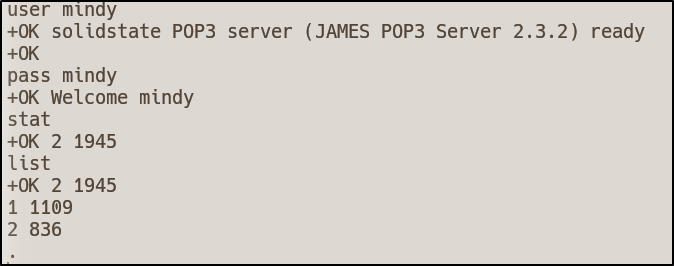 user mindy
+OK solidstate POP3 server (JAMES POP3 Server 2.3.2) ready
+OK
pass mindy
+OK Welcome mindy
stat
+OK 2 1945
list
+OK 2 1945
1 1109
2 836
.